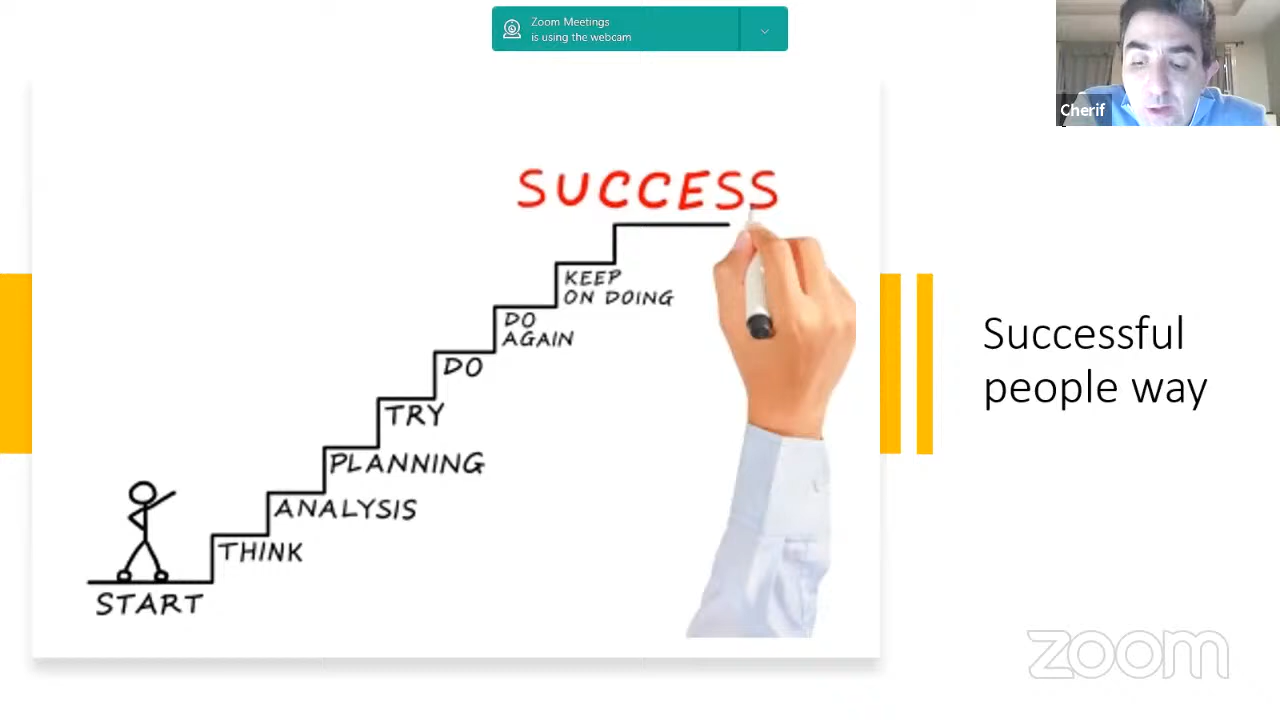 Zoom Meetings
is using the webcam
Cherif
SUCCESS
KEEP
ON DOING
DO
AGAIN
DO
TRY
PLANNING
ANALYSIS
THINK
START
Successful
people way
zoom